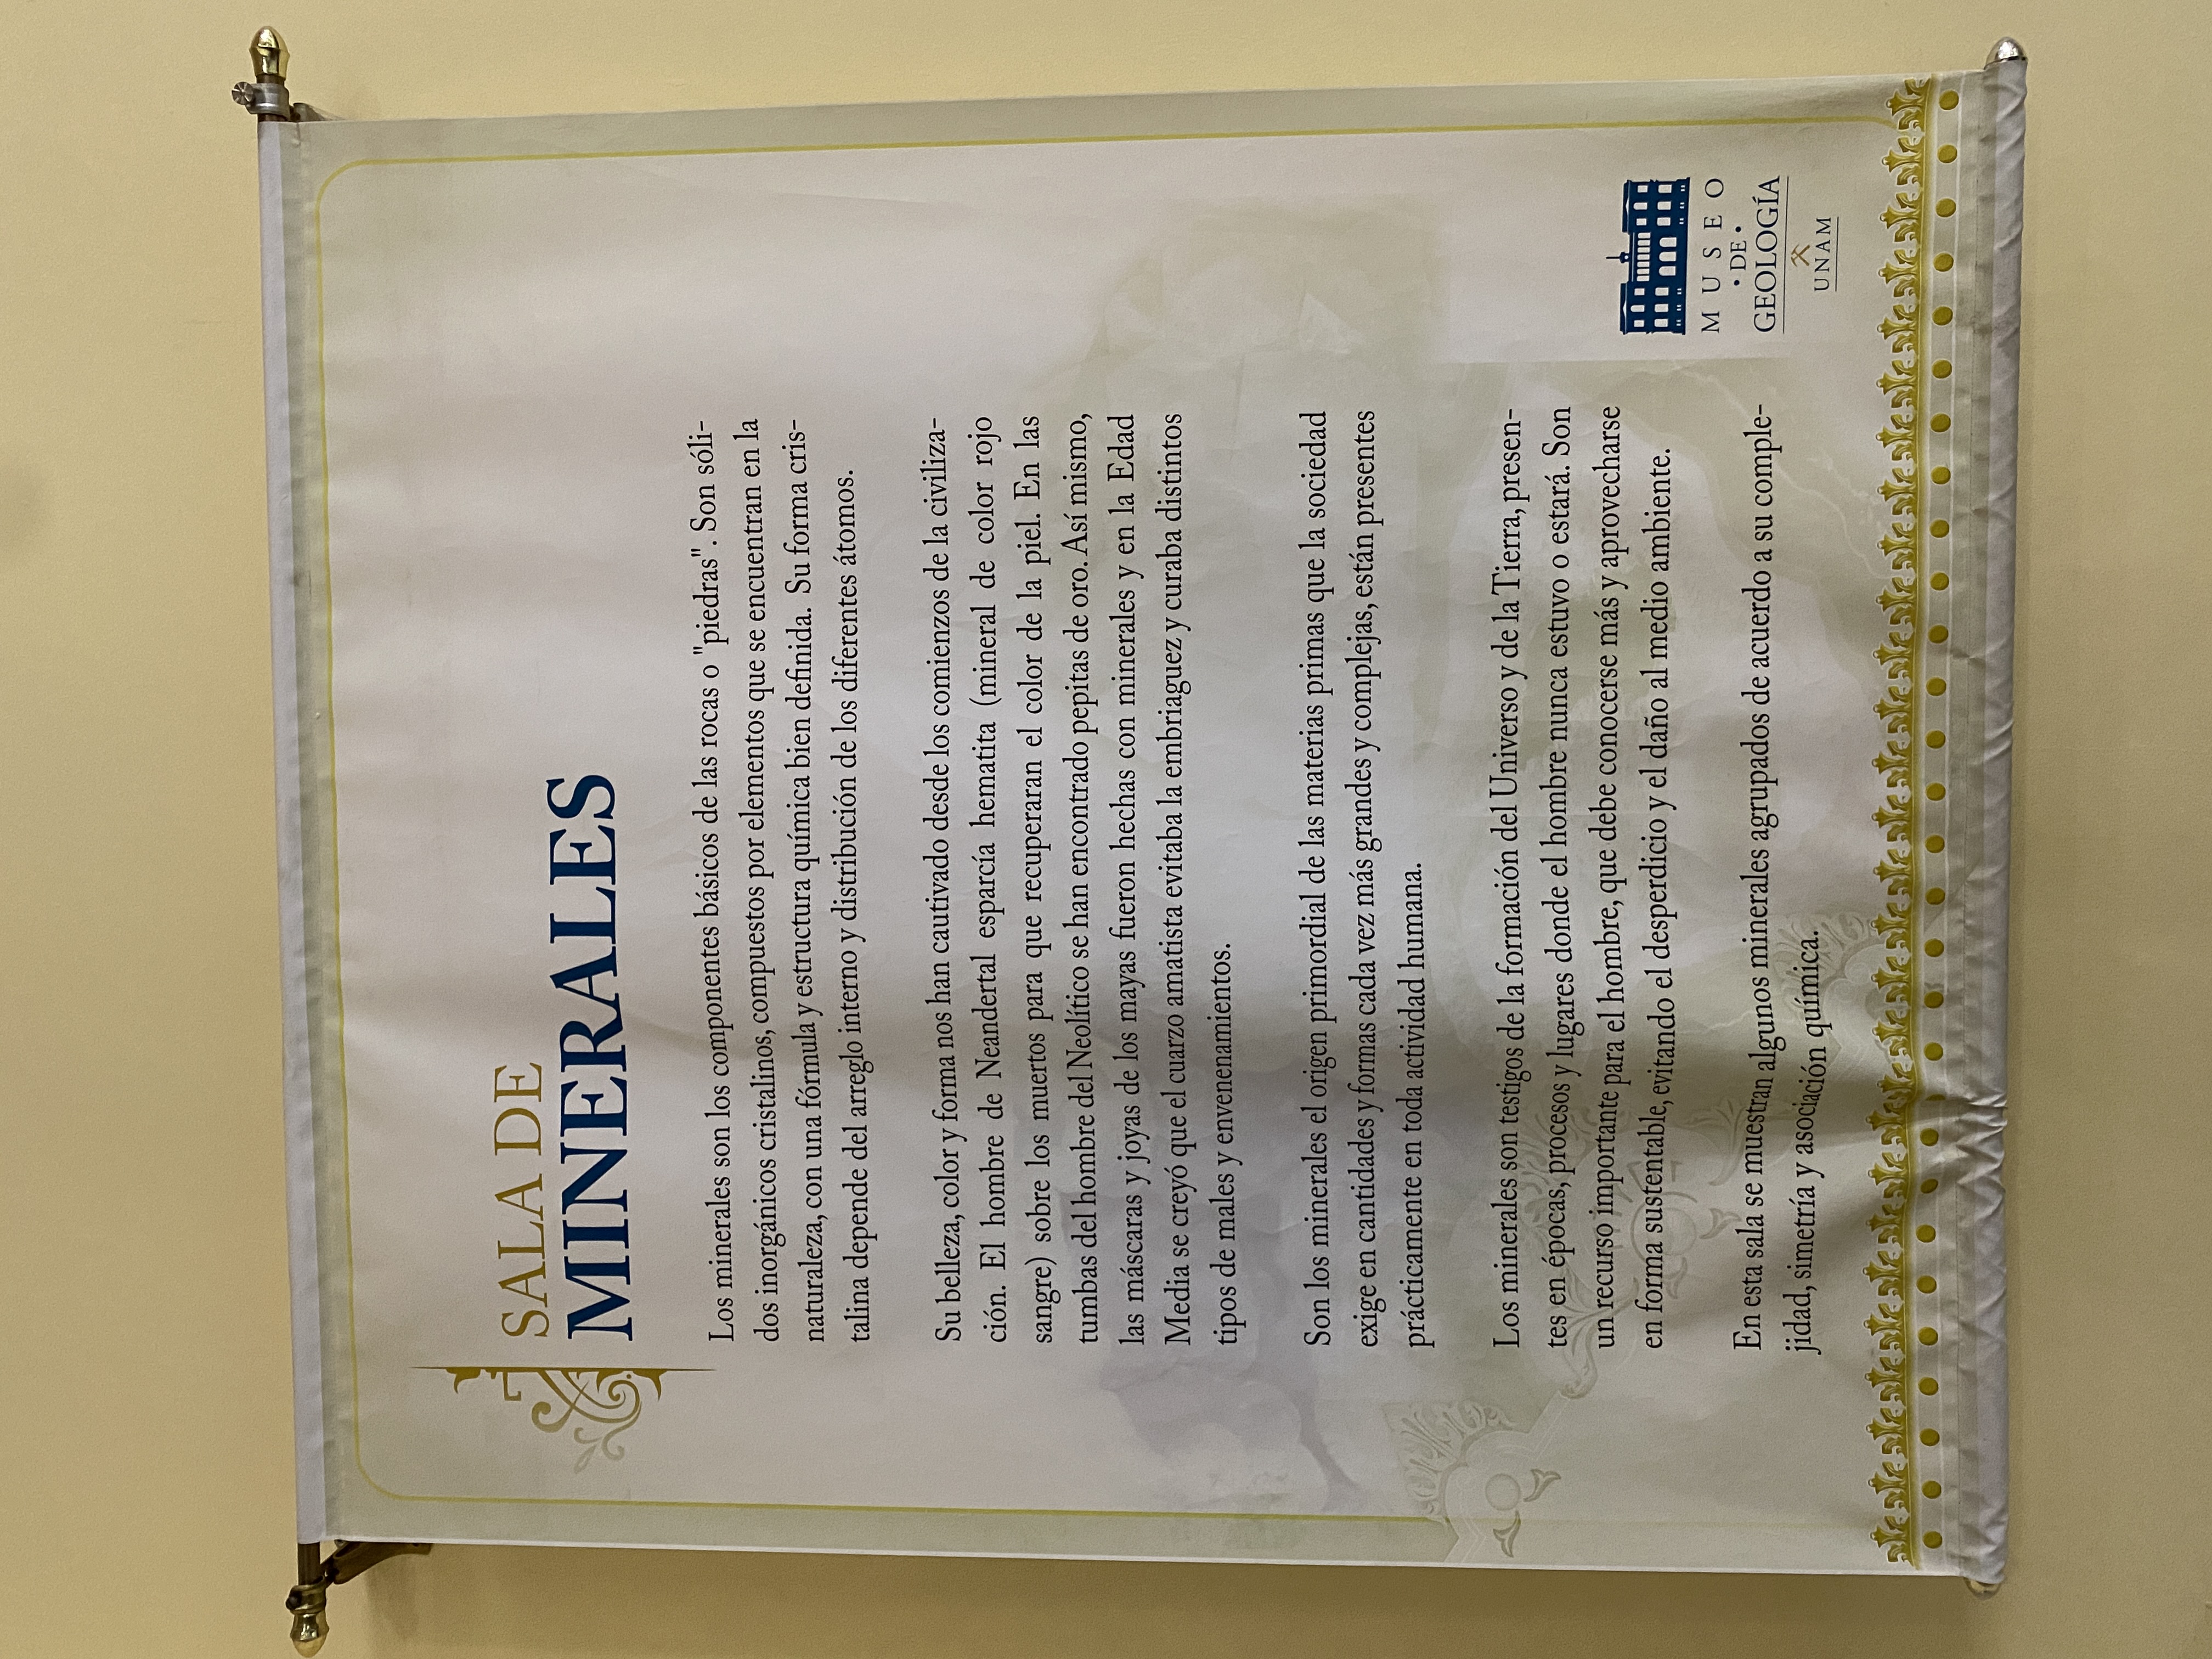 SALA DE
MINERALES
Los minerales son los componentes básicos de las rocas o "piedras". Son sóli-
dos inorgánicos cristalinos, compuestos por elementos que se encuentran en la
naturaleza, con una fórmula y estructura química bien definida. Su forma cris-
talina depende del arreglo interno y distribución de los diferentes átomos.
Su belleza, color y forma nos han cautivado desde los comienzos de la civiliza-
ción. El hombre de Neandertal esparcía hematita (mineral de color rojo
sangre) sobre los muertos para que recuperaran el color de la piel. En las
tumbas del hombre del Neolítico se han encontrado pepitas de oro. Así mismo,
las máscaras y joyas de los mayas fueron hechas con minerales y en la Edad
Media se creyó que el cuarzo amatista evitaba la embriaguez y curaba distintos
tipos de males y envenenamientos.
Son los minerales el origen primordial de las materias primas que la sociedad
exige en cantidades y formas cada vez más grandes y complejas, están presentes
prácticamente en toda actividad humana.
Los minerales son testigos de la formación del Universo y de la Tierra, presen-
tes en épocas, procesos y lugares donde el hombre nunca estuvo o estará. Son
un recurso importante para el hombre, que debe conocerse más y aprovecharse
en forma sustentable, evitando el desperdicio y el daño al medio ambiente.
En esta sala se muestran algunos minerales agrupados de acuerdo a su comple-
jidad, simetría y asociación química.
MUSEO
• DE •
GEOLOGÍA
UNAM